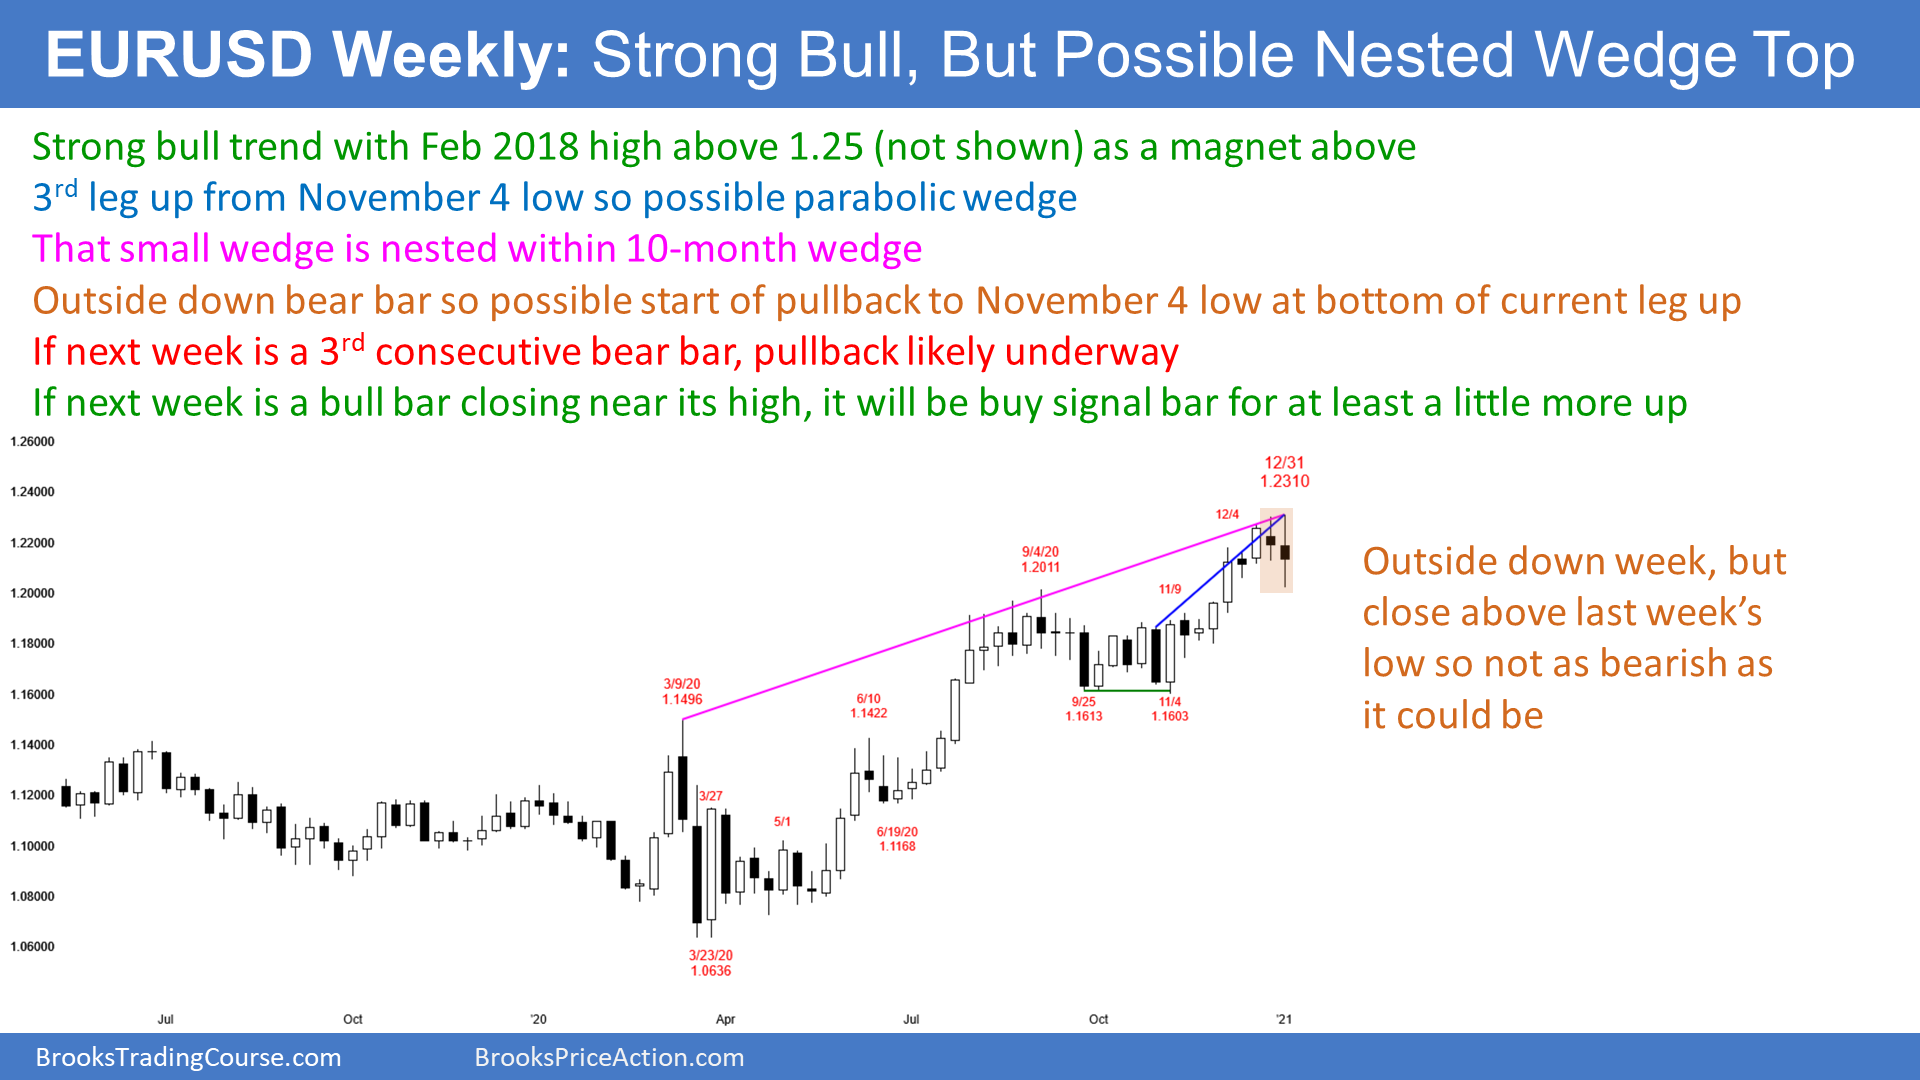 EURUSD Weekly: Strong Bull, But Possible Nested Wedge Top
Strong bull trend with Feb 2018 high above 1.25 (not shown) as a magnet above
3rd leg up from November 4 low so possible parabolic wedge
That small wedge is nested within 10-month wedge
Outside down bear bar so possible start of pullback to November 4 low at bottom of current leg up
If next week is a 3rd consecutive bear bar, pullback likely underway
If next week is a bull bar closing near its high, it will be buy signal bar for at least a little more up
1.26000
1.24000
1.22000
1.20000
1.18000
1.16000
1.14000
1.12000
1.10000
1.08000
1.06000
12/31
1.2310
12/4
9/4/20
1.2011
11/9
3/9/20
1.1496
6/10
1.1422
9/25
1.1613
11/4
1.1603
3/27
5/1
6/19/20
1.1168
3/23/20
1.0636
Outside down week, but
close above last week’s
low so not as bearish as
it could be
Jul
Oct
'20
Apr
Jul
Oct
'21
BrooksTradingCourse.com
BrooksPriceAction.com